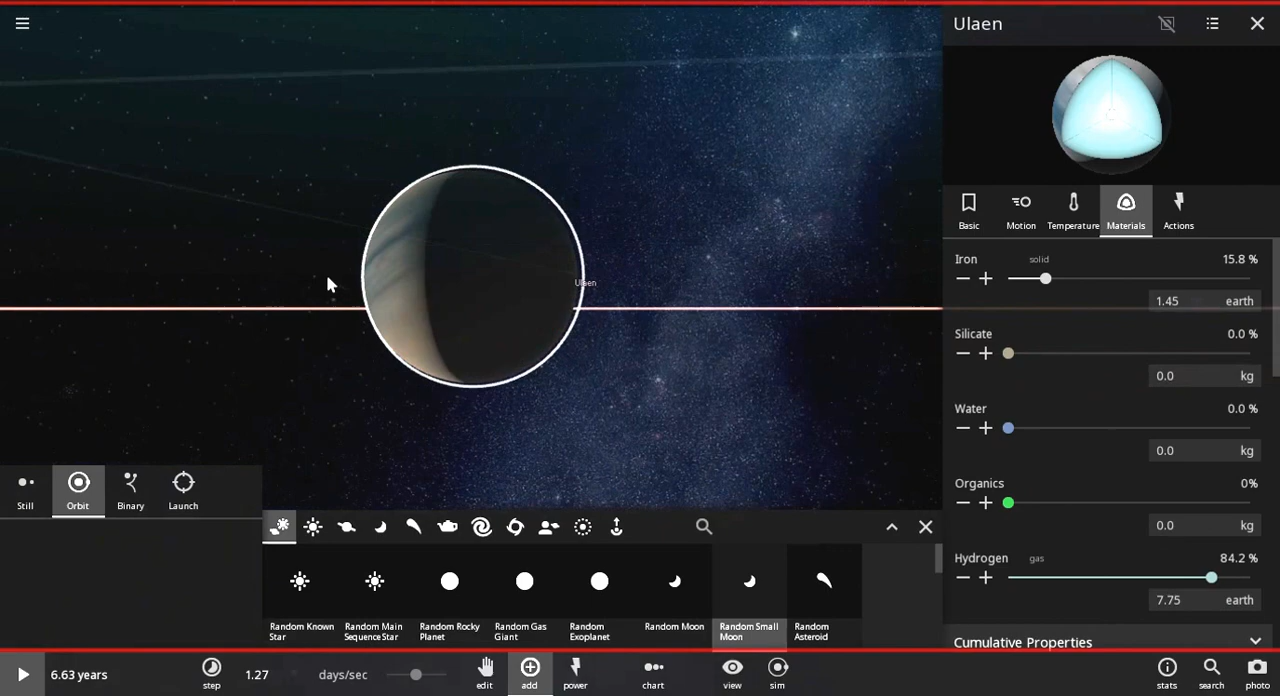 Ulaen
Basic Motion Temperature Materials Actions
Iron solid 15.8 %
1.45 earth
Silicate 0.0 %
0.0 kg
Water 0.0 %
0.0 kg
Organics 0%
0.0 kg
Hydrogen gas 84.2 %
7.75 earth
Cumulative Properties
Ulaen
Still Orbit Binary Launch
Random Known Star
Random Main Sequence Star
Random Rocky Planet
Random Gas Giant
Random Exoplanet
Random Moon
Random Small Moon
Random Asteroid
6.63 years step 1.27 days/sec edit add power chart view sim stats search photo